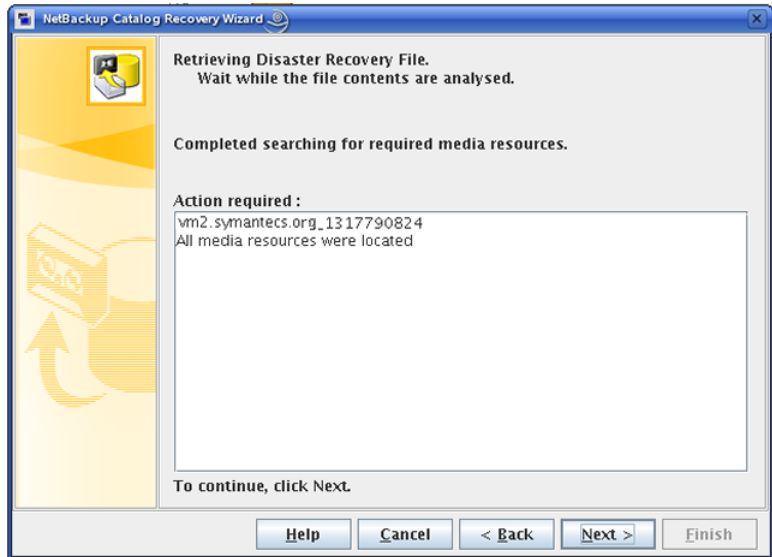 NetBackup Catalog Recovery Wizard
Retrieving Disaster Recovery File.
Wait while the file contents are analysed.
Completed searching for required media resources.
Action required :
vm2.symantecs.org_1317790824
All media resources were located
To continue, click Next.
Help
Cancel
< Back
Next >
Finish